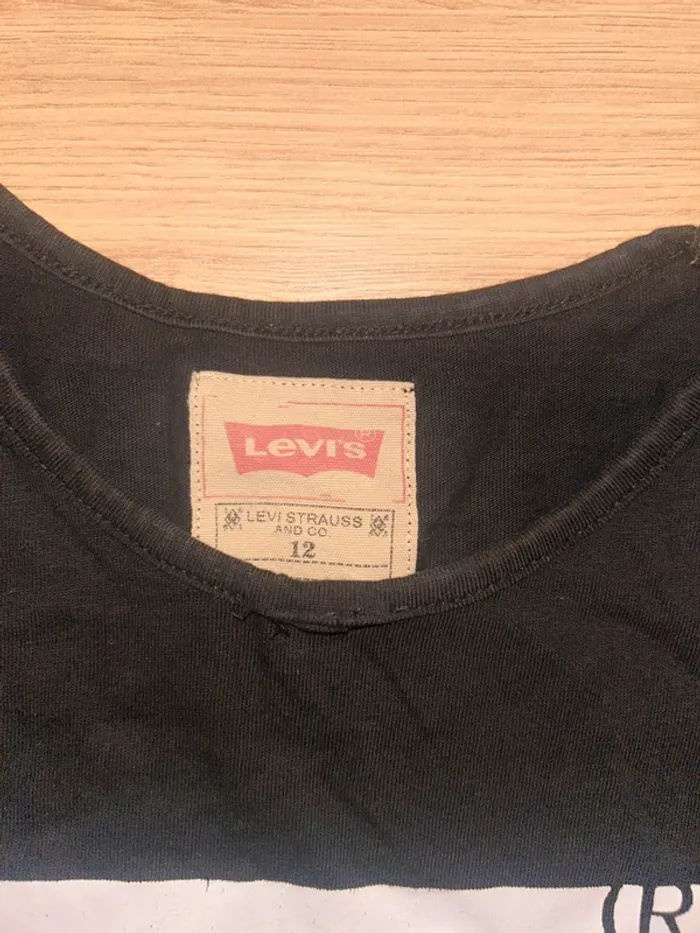 LEVI'S ®
LEVI STRAUSS
AND CO
12
®